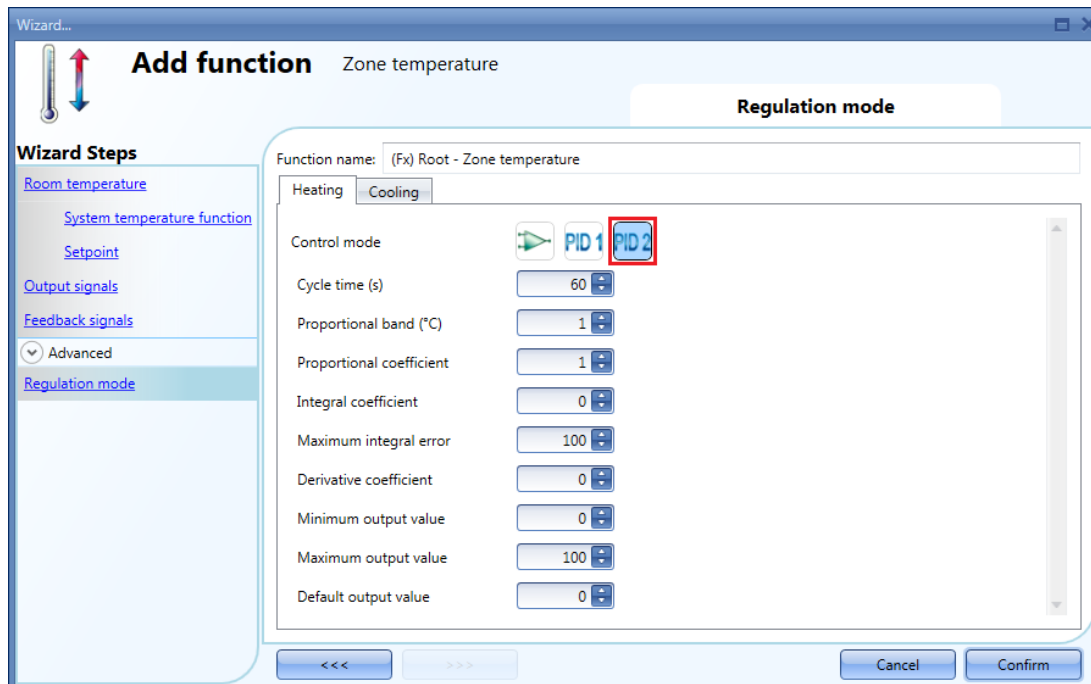 Wizard...
Add function Zone temperature
Regulation mode
Wizard Steps
Room temperature
System temperature function
Setpoint
Output signals
Feedback signals
Advanced
Regulation mode
Function name: (Fx) Root - Zone temperature
Heating Cooling
Control mode PID 1 PID 2
Cycle time (s) 60
Proportional band (°C) 1
Proportional coefficient 1
Integral coefficient 0
Maximum integral error 100
Derivative coefficient 0
Minimum output value 0
Maximum output value 100
Default output value 0
<<< >>> Cancel Confirm